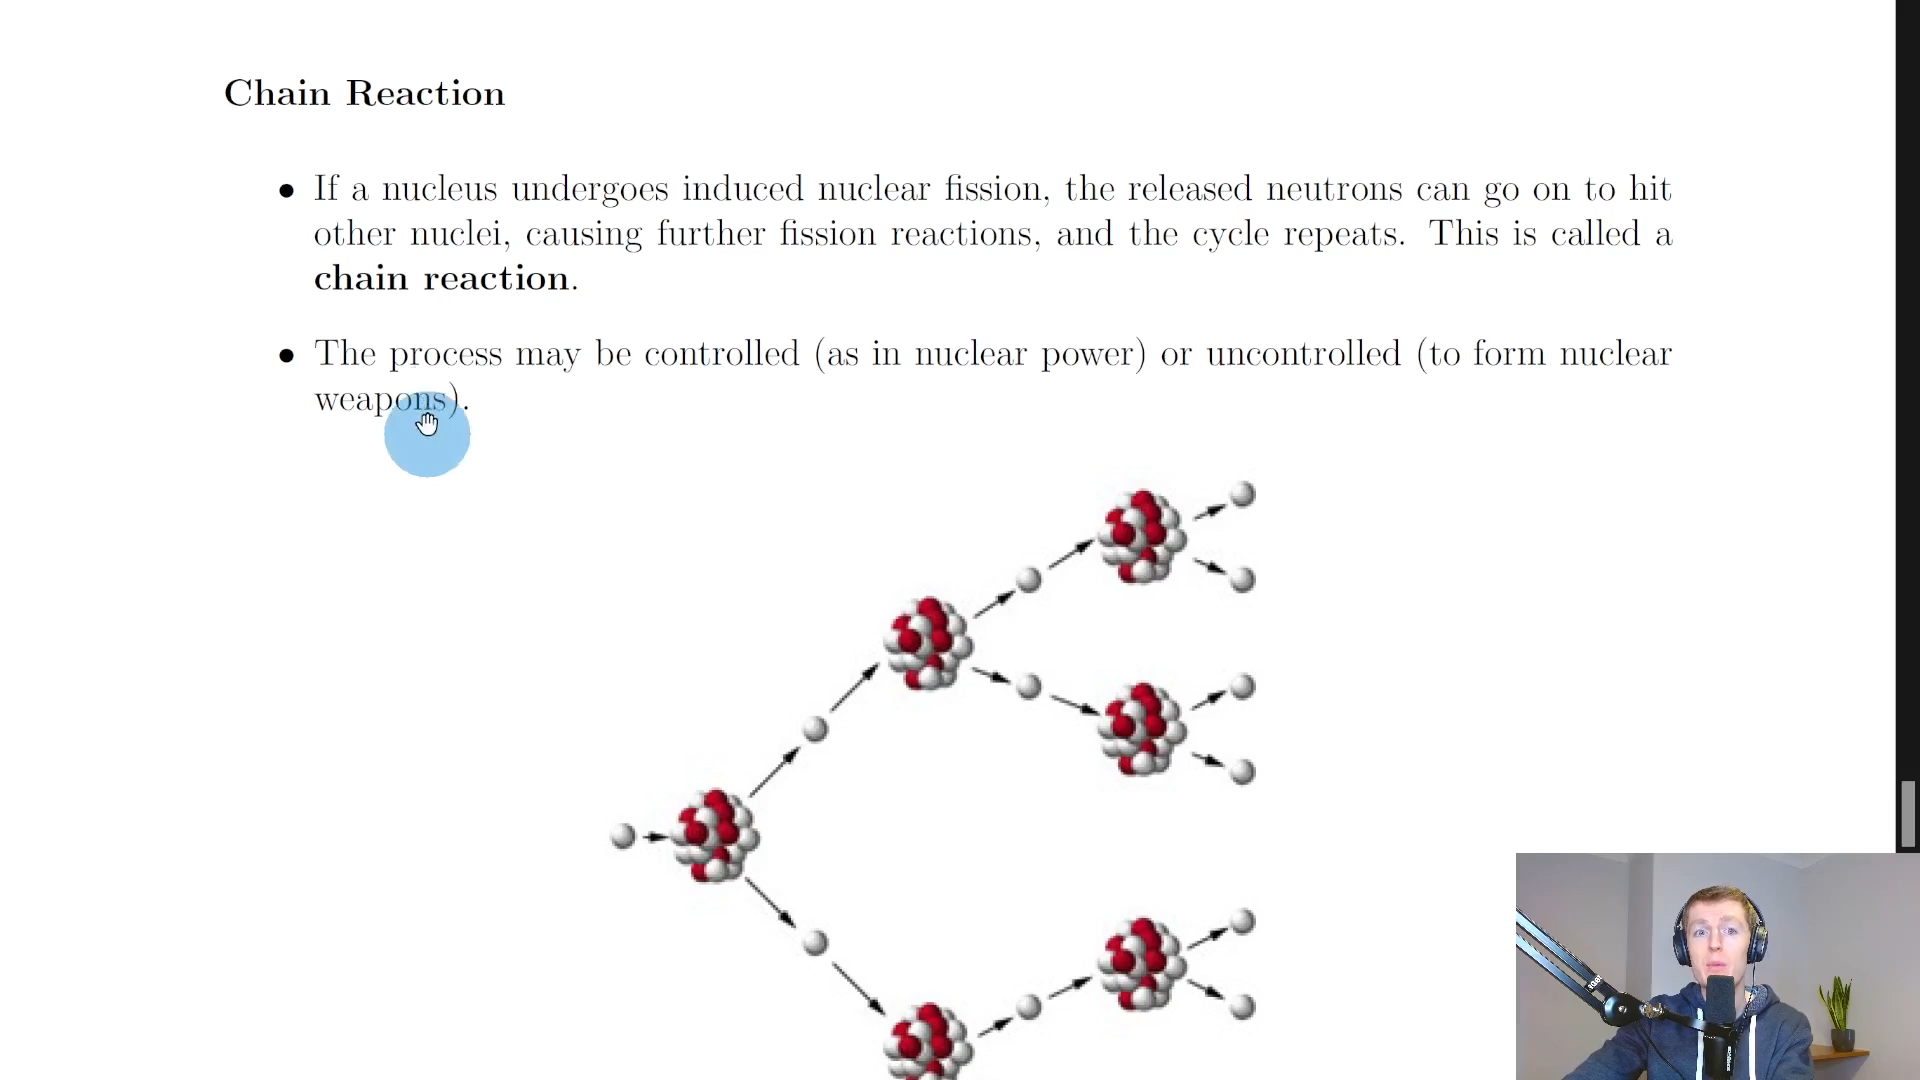 Chain Reaction
• If a nucleus undergoes induced nuclear fission, the released neutrons can go on to hit
other nuclei, causing further fission reactions, and the cycle repeats. This is called a
chain reaction.
• The process may be controlled (as in nuclear power) or uncontrolled (to form nuclear
weapons).